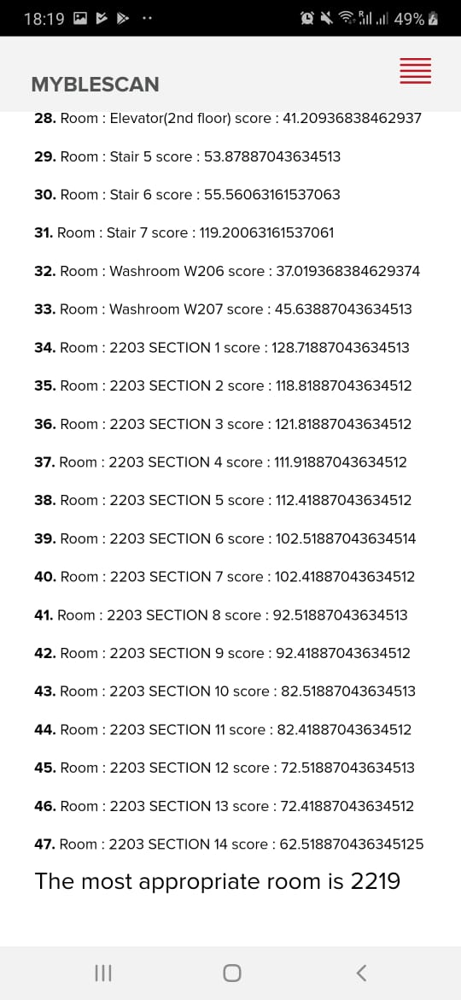 18:19 49%
MYBLESCAN
28. Room : Elevator(2nd floor) score : 41.20936838462937
29. Room : Stair 5 score : 53.87887043634513
30. Room : Stair 6 score : 55.56063161537063
31. Room : Stair 7 score : 119.20063161537061
32. Room : Washroom W206 score : 37.019368384629374
33. Room : Washroom W207 score : 45.63887043634513
34. Room : 2203 SECTION 1 score : 128.71887043634513
35. Room : 2203 SECTION 2 score : 118.81887043634512
36. Room : 2203 SECTION 3 score : 121.81887043634512
37. Room : 2203 SECTION 4 score : 111.91887043634512
38. Room : 2203 SECTION 5 score : 112.41887043634512
39. Room : 2203 SECTION 6 score : 102.51887043634514
40. Room : 2203 SECTION 7 score : 102.41887043634512
41. Room : 2203 SECTION 8 score : 92.51887043634513
42. Room : 2203 SECTION 9 score : 92.41887043634512
43. Room : 2203 SECTION 10 score : 82.51887043634513
44. Room : 2203 SECTION 11 score : 82.41887043634512
45. Room : 2203 SECTION 12 score : 72.51887043634513
46. Room : 2203 SECTION 13 score : 72.41887043634512
47. Room : 2203 SECTION 14 score : 62.518870436345125
The most appropriate room is 2219